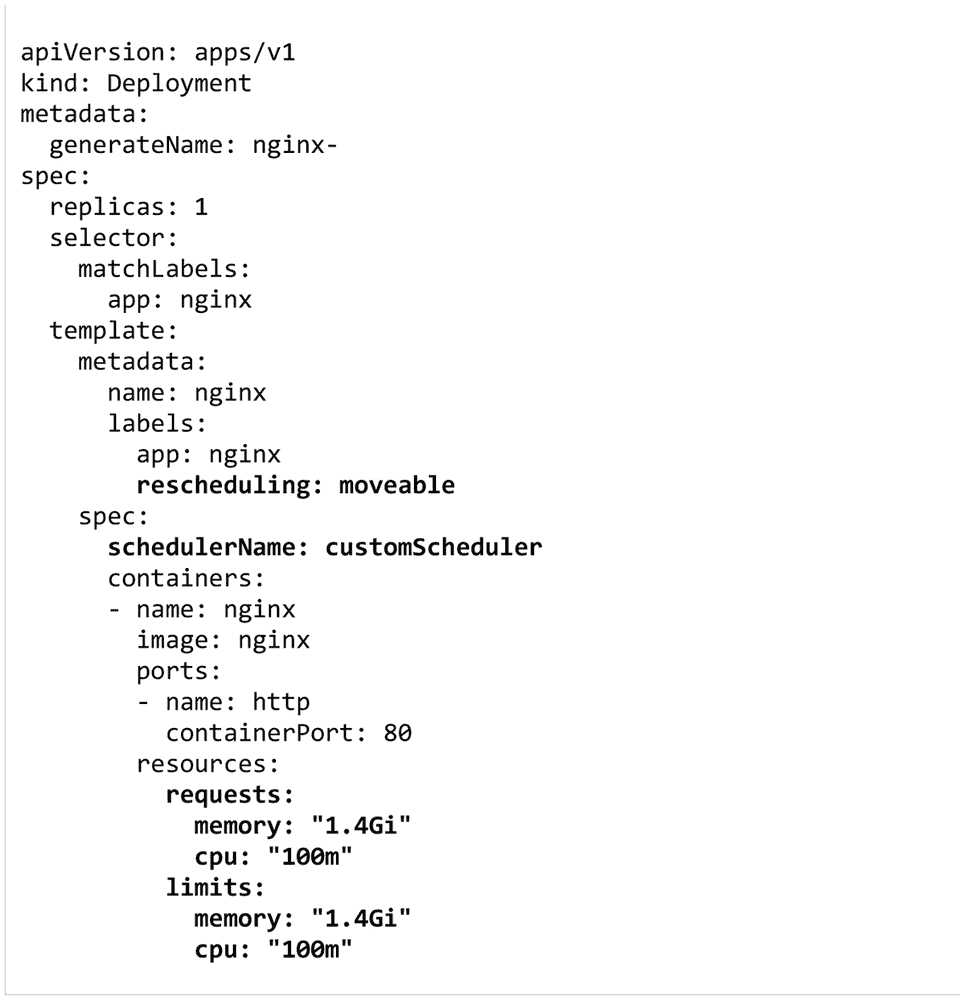 apiVersion: apps/v1
kind: Deployment
metadata:
  generateName: nginx-
spec:
  replicas: 1
  selector:
    matchLabels:
      app: nginx
  template:
    metadata:
      name: nginx
      labels:
        app: nginx
        rescheduling: moveable
    spec:
      schedulerName: customScheduler
      containers:
      - name: nginx
        image: nginx
        ports:
        - name: http
          containerPort: 80
        resources:
          requests:
            memory: "1.4Gi"
            cpu: "100m"
          limits:
            memory: "1.4Gi"
            cpu: "100m"